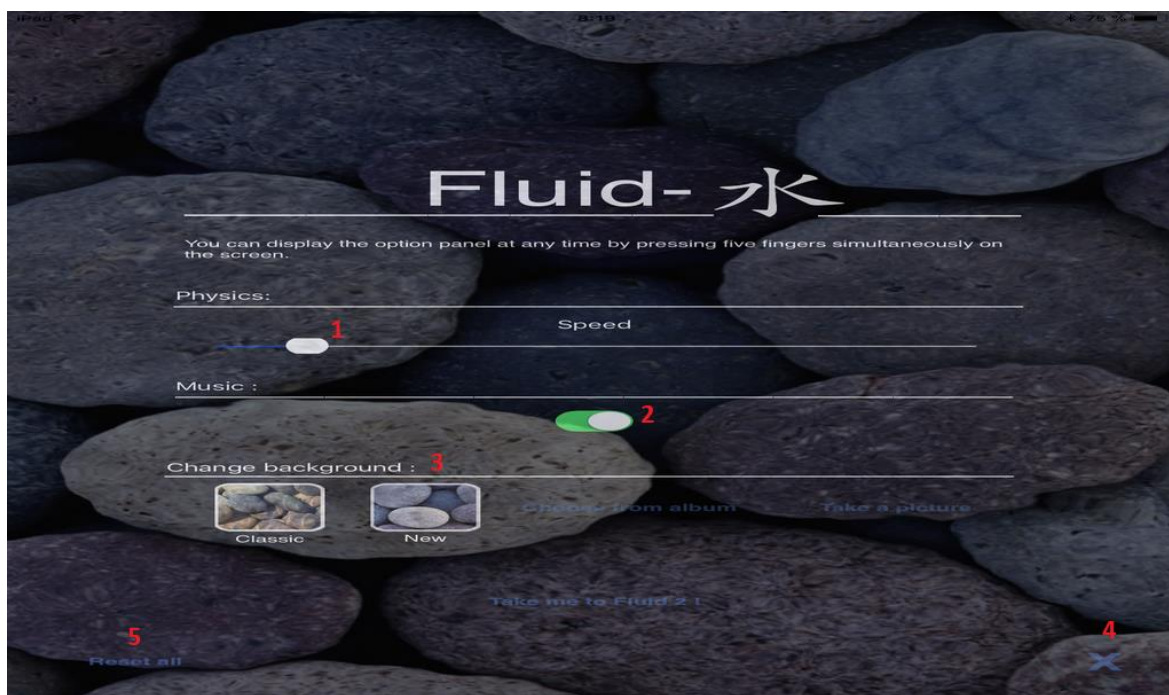 iPad 8:19 75 %
Fluid- 水
You can display the option panel at any time by pressing five fingers simultaneously on
the screen.
Physics:
1 Speed
Music :
2
Change background : 3
Choose from album Take a picture
Classic New
Take me to Fluid 2 !
5 4
Reset all X